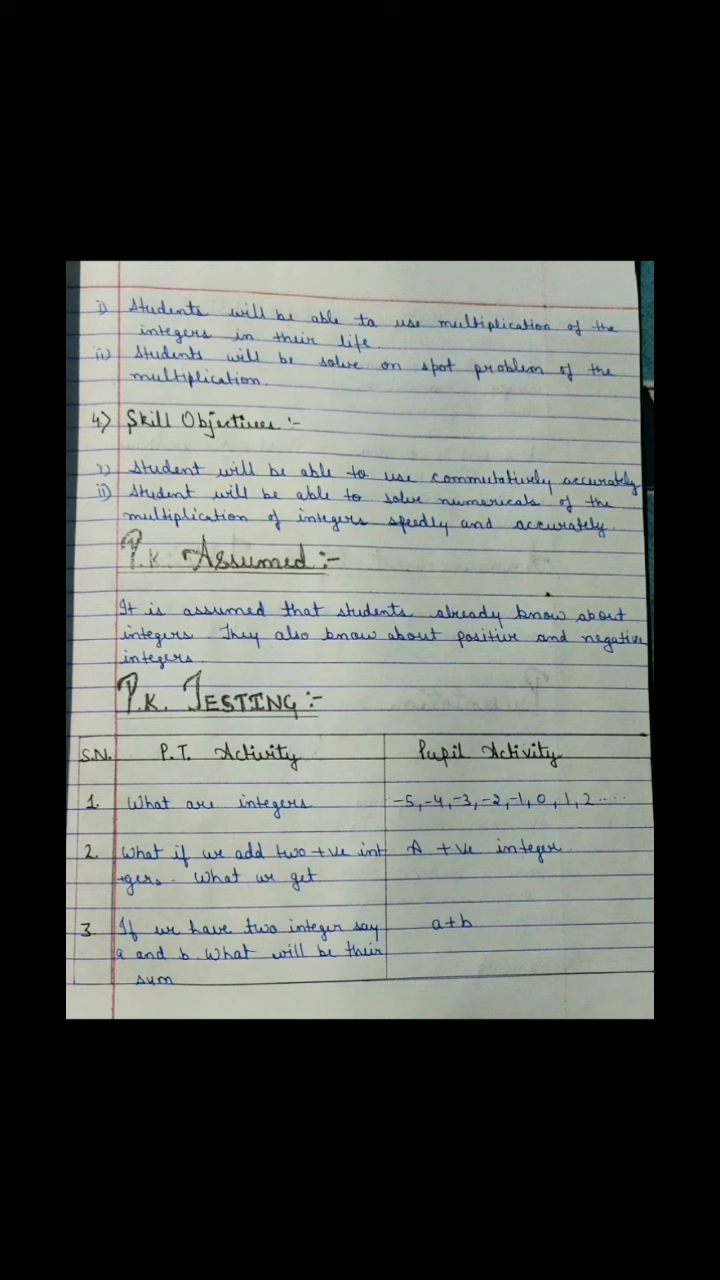 i) Students will be able to use multiplication of the
integers in their life.
ii) Students will be solve on spot problem of the
multiplication.
4) Skill Objectives :-
i) Student will be able to use commutatively accurately
ii) Student will be able to solve numericals of the
multiplication of integers speedly and accurately.
P.K. Assumed :-
It is assumed that students already know about
integers. They also know about positive and negative
integers.
P.K. TESTING :-
S.N. P.T. Activity Pupil Activity
1. What are integers -5, -4, -3, -2, -1, 0, 1, 2 ....
2. What if we add two +ve int A +ve integer.
egers. What we get
3. If we have two integer say a+b
a and b. What will be their
sum